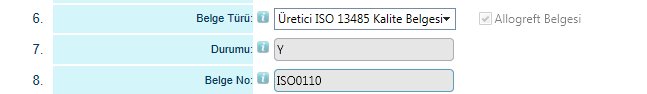 6. Belge Türü: Üretici ISO 13485 Kalite Belgesi Allogreft Belgesi
7. Durumu: Y
8. Belge No: ISO0110